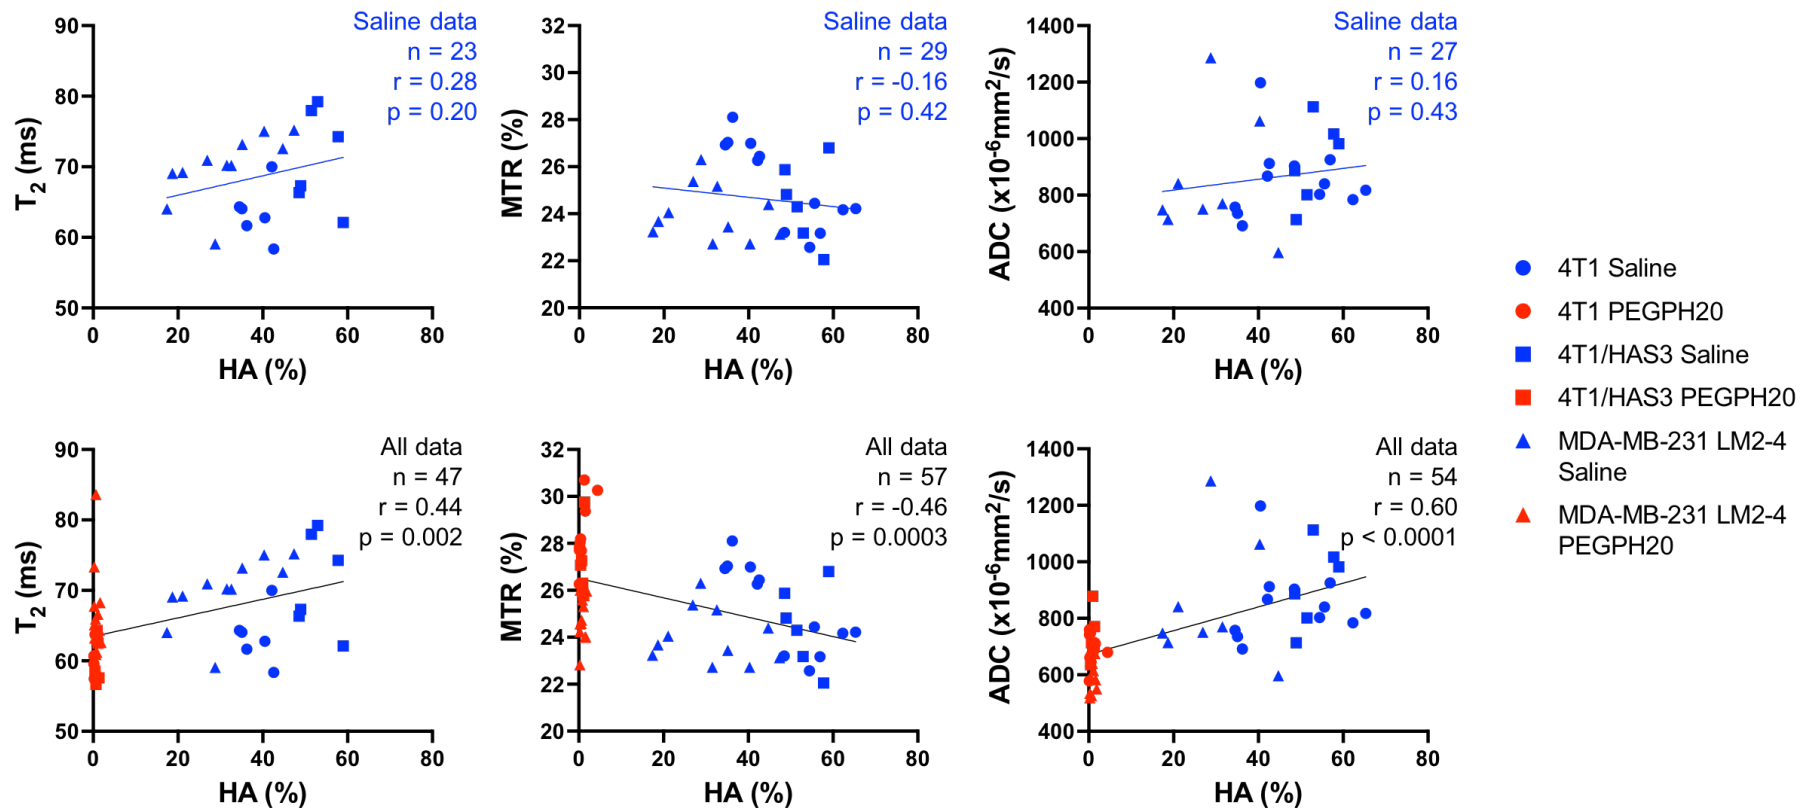 Saline data
n = 23
r = 0.28
p = 0.20
T2 (ms)
90
80
70
60
50
0 20 40 60 80
HA (%)
Saline data
n = 29
r = -0.16
p = 0.42
MTR (%)
32
30
28
26
24
22
20
0 20 40 60 80
HA (%)
Saline data
n = 27
r = 0.16
p = 0.43
ADC (x10-6mm2/s)
1400
1200
1000
800
600
400
0 20 40 60 80
HA (%)
All data
n = 47
r = 0.44
p = 0.002
T2 (ms)
90
80
70
60
50
0 20 40 60 80
HA (%)
All data
n = 57
r = -0.46
p = 0.0003
MTR (%)
32
30
28
26
24
22
20
0 20 40 60 80
HA (%)
All data
n = 54
r = 0.60
p < 0.0001
ADC (x10-6mm2/s)
1400
1200
1000
800
600
400
0 20 40 60 80
HA (%)
4T1 Saline
4T1 PEGPH20
4T1/HAS3 Saline
4T1/HAS3 PEGPH20
MDA-MB-231 LM2-4
Saline
MDA-MB-231 LM2-4
PEGPH20